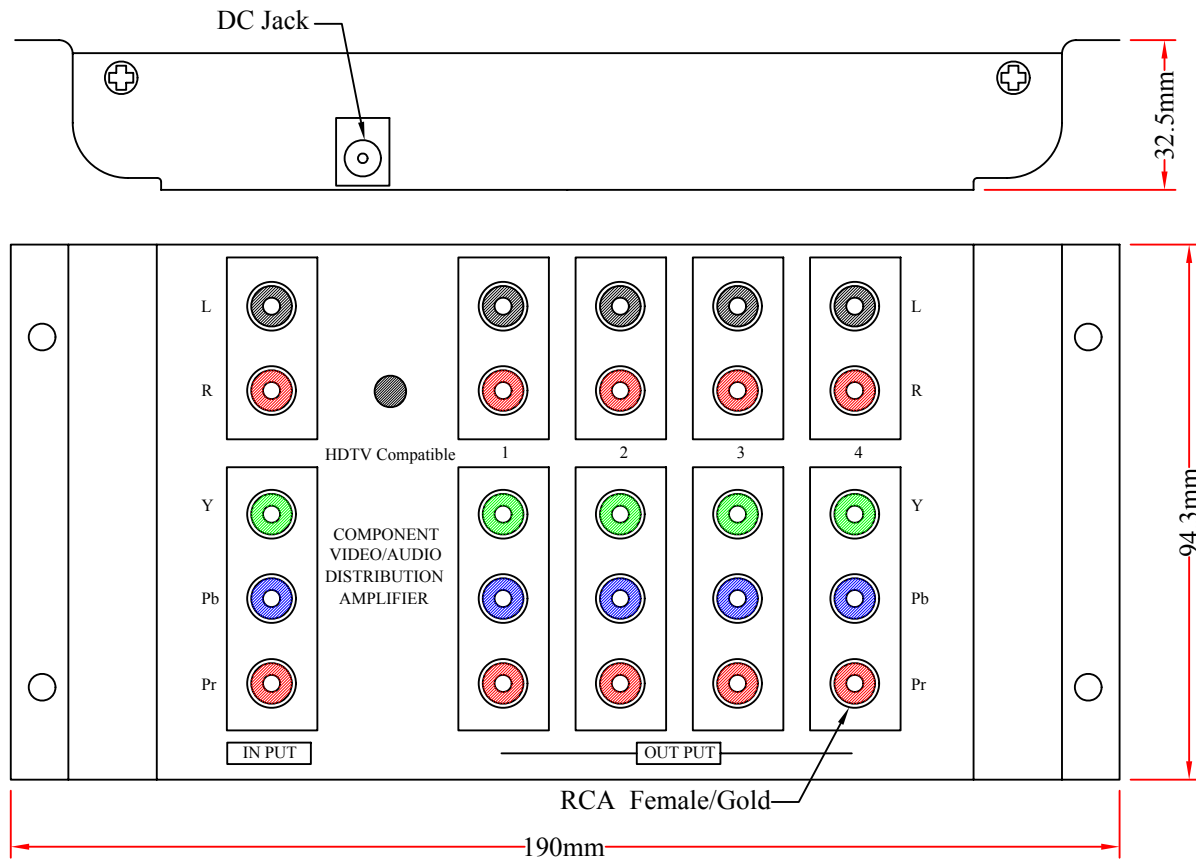 DC Jack
32.5mm
L
L
R
R
HDTV Compatible
1
2
3
4
Y
Y
COMPONENT
VIDEO/AUDIO
DISTRIBUTION
AMPLIFIER
Pb
Pb
Pr
Pr
94.3mm
IN PUT
OUT PUT
RCA Female/Gold
190mm